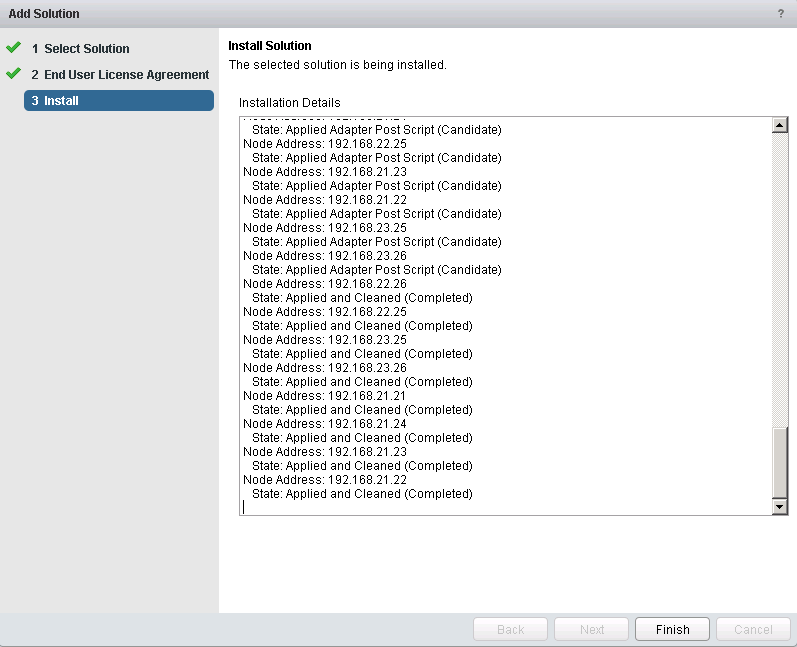 Add Solution
?
1 Select Solution
2 End User License Agreement
3 Install
Install Solution
The selected solution is being installed.
Installation Details
State: Applied Adapter Post Script (Candidate)
Node Address: 192.168.22.25
State: Applied Adapter Post Script (Candidate)
Node Address: 192.168.21.23
State: Applied Adapter Post Script (Candidate)
Node Address: 192.168.21.22
State: Applied Adapter Post Script (Candidate)
Node Address: 192.168.23.25
State: Applied Adapter Post Script (Candidate)
Node Address: 192.168.23.26
State: Applied Adapter Post Script (Candidate)
Node Address: 192.168.22.26
State: Applied and Cleaned (Completed)
Node Address: 192.168.22.25
State: Applied and Cleaned (Completed)
Node Address: 192.168.23.25
State: Applied and Cleaned (Completed)
Node Address: 192.168.23.26
State: Applied and Cleaned (Completed)
Node Address: 192.168.21.21
State: Applied and Cleaned (Completed)
Node Address: 192.168.21.24
State: Applied and Cleaned (Completed)
Node Address: 192.168.21.23
State: Applied and Cleaned (Completed)
Node Address: 192.168.21.22
State: Applied and Cleaned (Completed)
Back
Next
Finish
Cancel